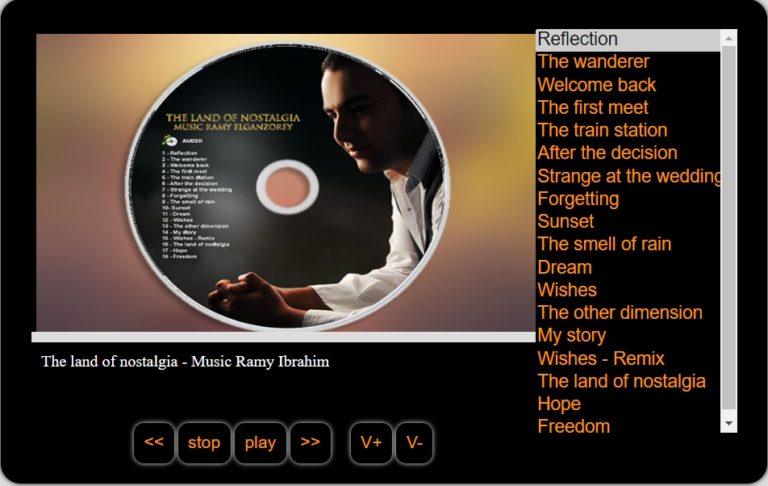 THE LAND OF NOSTALGIA
MUSIC RAMY ELGANZOREY
AUDIO
1 - Reflection
2 - The wanderer
3 - Welcome back
4 - The first meet
5 - The train station
6 - After the decision
7 - Strange at the wedding
8 - Forgetting
9 - The smell of rain
10- Sunset
11 - Dream
12 - Wishes
13 - The other dimension
14 - My story
15 - Wishes - Remix
16 - The land of nostalgia
17 - Hope
18 - Freedom
The land of nostalgia - Music Ramy Ibrahim
<<
stop
play
>>
V+
V-
Reflection
The wanderer
Welcome back
The first meet
The train station
After the decision
Strange at the wedding
Forgetting
Sunset
The smell of rain
Dream
Wishes
The other dimension
My story
Wishes - Remix
The land of nostalgia
Hope
Freedom